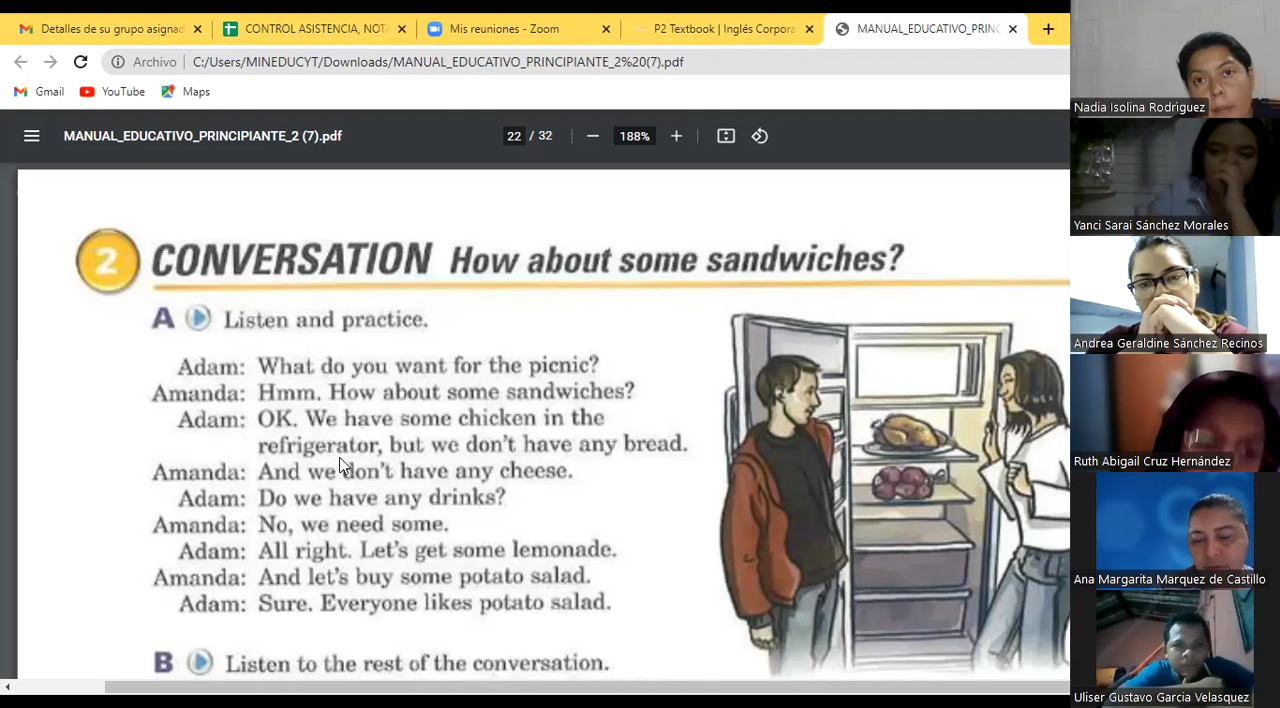 Detalles de su grupo asignad
CONTROL ASISTENCIA, NOT
Mis reuniones - Zoom
P2 Textbook | Inglés Corpora
MANUAL_EDUCATIVO_PRINC
Archivo
C:/Users/MINEDUCYT/Downloads/MANUAL_EDUCATIVO_PRINCIPIANTE_2%20(7).pdf
Gmail
YouTube
Maps
MANUAL_EDUCATIVO_PRINCIPIANTE_2 (7).pdf
22 / 32
188%
2 CONVERSATION How about some sandwiches?
A Listen and practice.
Adam: What do you want for the picnic?
Amanda: Hmm. How about some sandwiches?
Adam: OK. We have some chicken in the
refrigerator, but we don't have any bread.
Amanda: And we don't have any cheese.
Adam: Do we have any drinks?
Amanda: No, we need some.
Adam: All right. Let's get some lemonade.
Amanda: And let's buy some potato salad.
Adam: Sure. Everyone likes potato salad.
B Listen to the rest of the conversation.
Nadia Isolina Rodriguez
Yanci Sarai Sánchez Morales
Andrea Geraldine Sánchez Recinos
Ruth Abigail Cruz Hernández
Ana Margarita Marquez de Castillo
Uliser Gustavo Garcia Velasquez